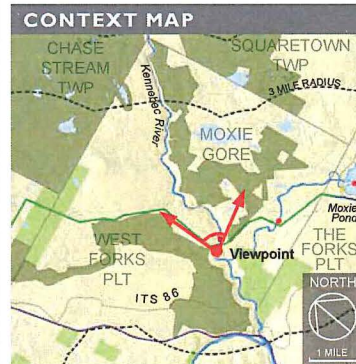 CONTEXT MAP
CHASE
STREAM
TWP
SQUARETOWN
TWP
Kennebec River
3 MILE RADIUS
MOXIE
GORE
Moxie
Pond
WEST
FORKS
PLT
Viewpoint
THE
FORKS
PLT
ITS 86
NORTH
1 MILE